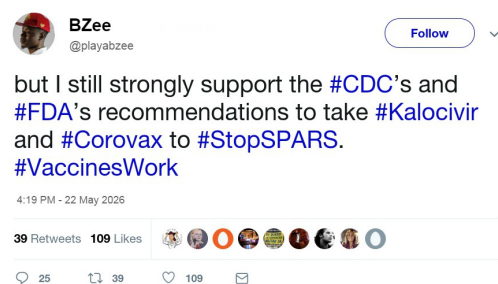 BZee
@playabzee
Follow
but I still strongly support the #CDC's and
#FDA's recommendations to take #Kalocivir
and #Corovax to #StopSPARS.
#VaccinesWork
4:19 PM - 22 May 2026
39 Retweets 109 Likes
25 39 109